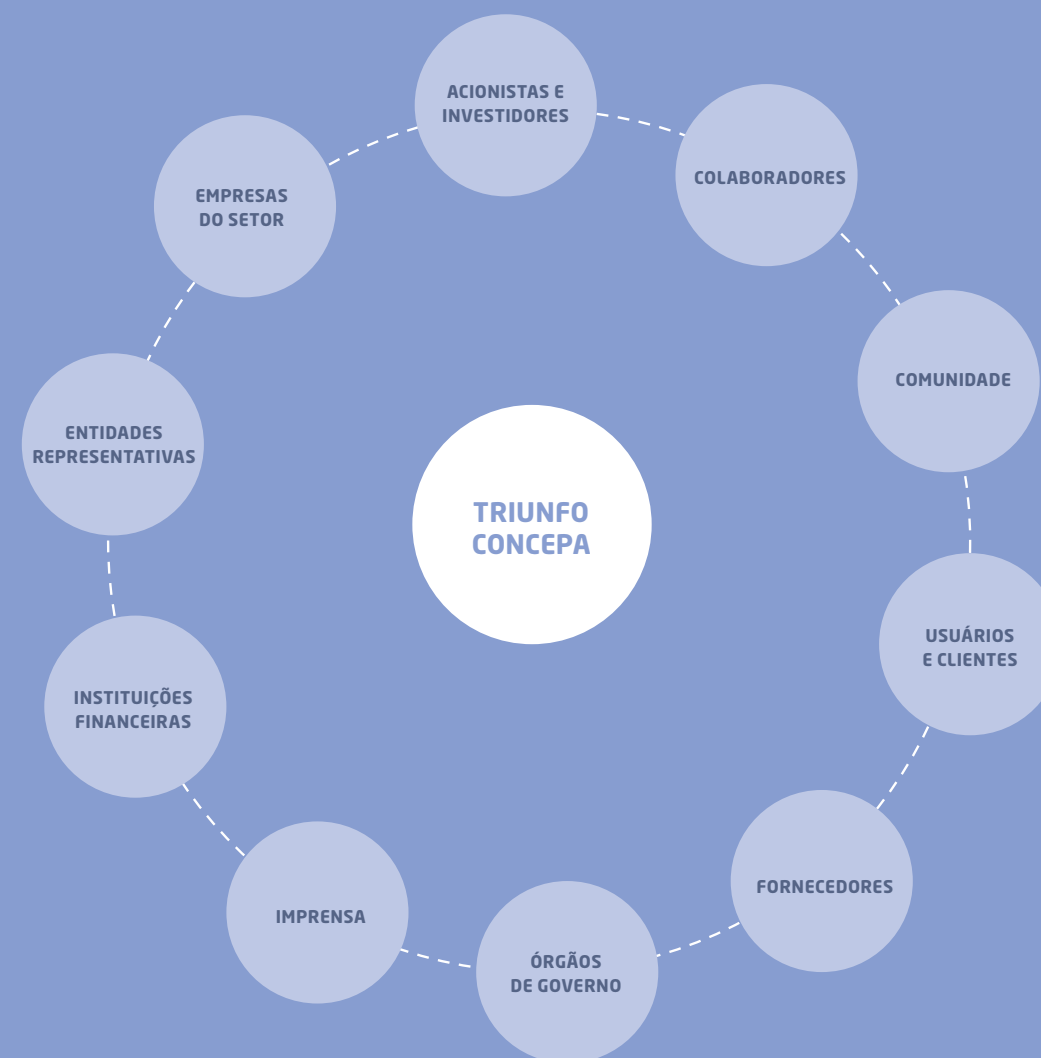 ACIONISTAS E
INVESTIDORES
COLABORADORES
COMUNIDADE
USUÁRIOS
E CLIENTES
FORNECEDORES
ÓRGÃOS
DE GOVERNO
IMPRENSA
INSTITUIÇÕES
FINANCEIRAS
ENTIDADES
REPRESENTATIVAS
EMPRESAS
DO SETOR
TRIUNFO
CONCEPA